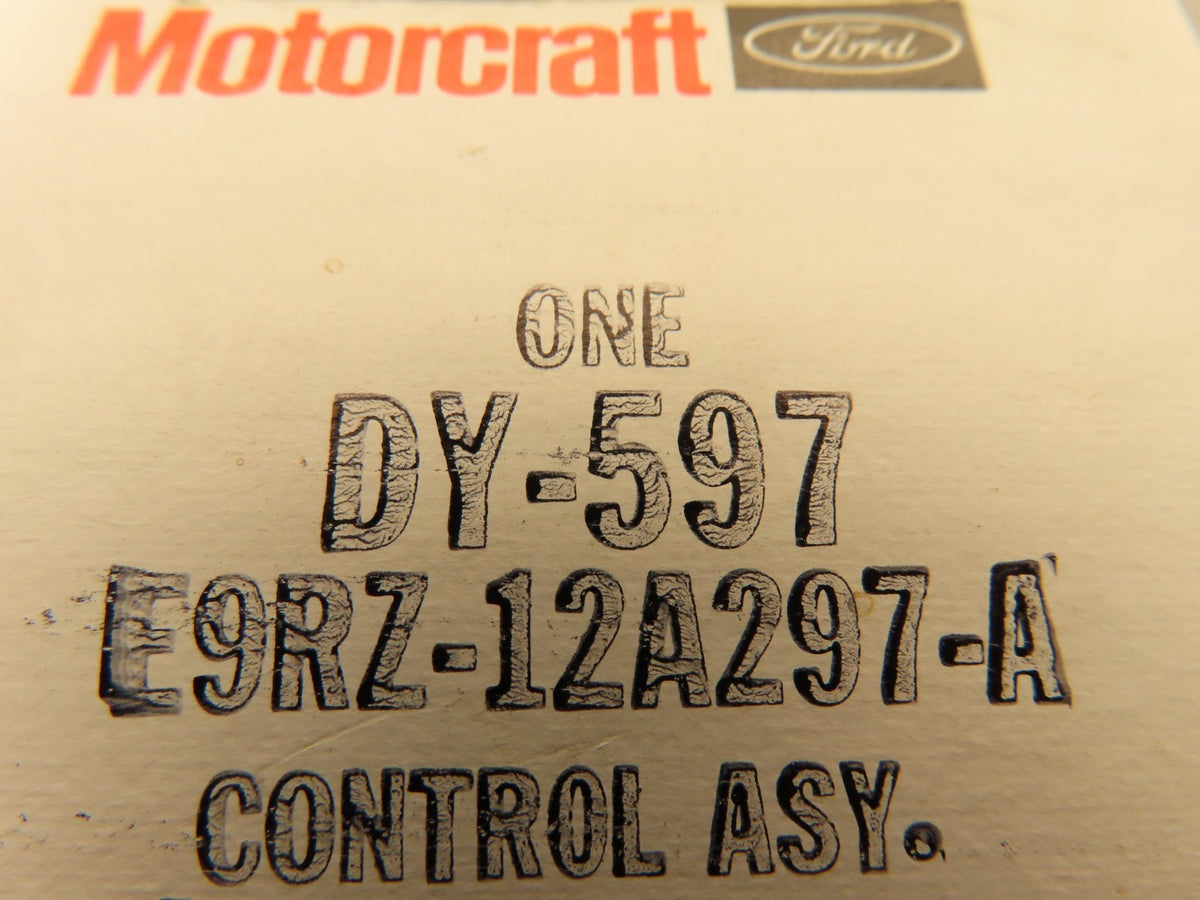 Motorcraft Ford
ONE
DY-597
E9RZ-12A297-A
CONTROL ASY.